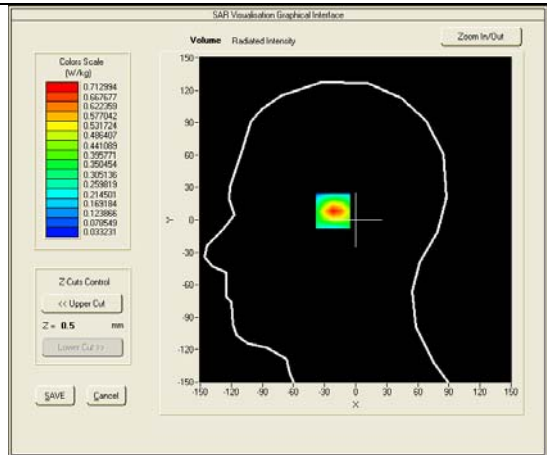 SAR Visualisation Graphical Interface
Volume Radiated Intensity
Zoom In/Out
Colors Scale
(W/kg)
0.712994
0.667677
0.622359
0.577042
0.531724
0.486407
0.441089
0.395771
0.350454
0.305136
0.259819
0.214501
0.169184
0.123866
0.078549
0.033231
Z Cuts Control
<< Upper Cut
Z = 0.5 mm
Lower Cut >>
SAVE
Cancel
150
120
90
60
30
0
-30
-60
-90
-120
-150
Y
-150 -120 -90 -60 -30 0 30 60 90 120 150
X